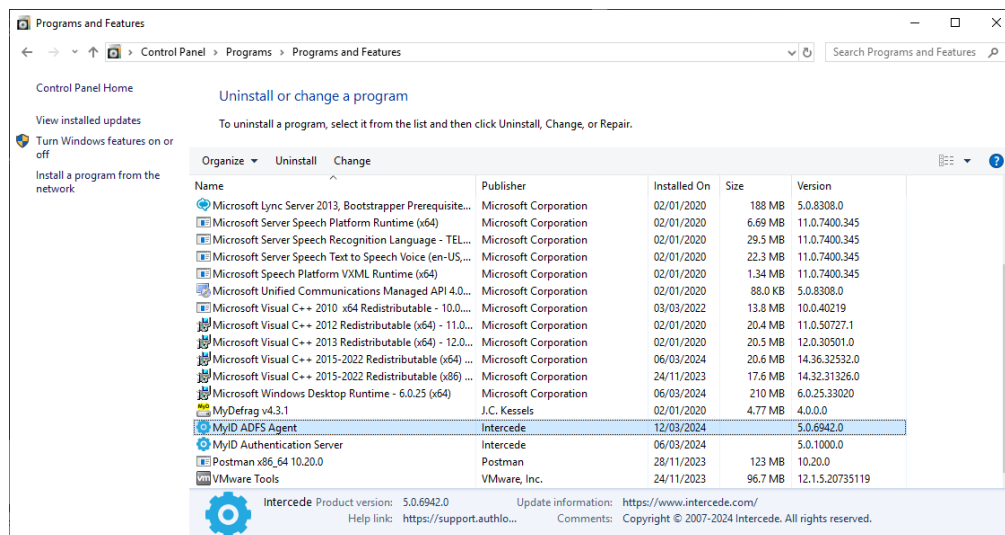 Programs and Features
Control Panel > Programs > Programs and Features
Search Programs and Features
Control Panel Home
View installed updates
Turn Windows features on or
off
Install a program from the
network
Uninstall or change a program
To uninstall a program, select it from the list and then click Uninstall, Change, or Repair.
Organize Uninstall Change
Name Publisher Installed On Size Version
Microsoft Lync Server 2013, Bootstrapper Prerequisite... Microsoft Corporation 02/01/2020 188 MB 5.0.8308.0
Microsoft Server Speech Platform Runtime (x64) Microsoft Corporation 02/01/2020 6.69 MB 11.0.7400.345
Microsoft Server Speech Recognition Language - TEL... Microsoft Corporation 02/01/2020 29.5 MB 11.0.7400.345
Microsoft Server Speech Text to Speech Voice (en-US,... Microsoft Corporation 02/01/2020 22.3 MB 11.0.7400.345
Microsoft Speech Platform VXML Runtime (x64) Microsoft Corporation 02/01/2020 1.34 MB 11.0.7400.345
Microsoft Unified Communications Managed API 4.0... Microsoft Corporation 02/01/2020 88.0 KB 5.0.8308.0
Microsoft Visual C++ 2010 x64 Redistributable - 10.0.... Microsoft Corporation 03/03/2022 13.8 MB 10.0.40219
Microsoft Visual C++ 2012 Redistributable (x64) - 11.0... Microsoft Corporation 02/01/2020 20.4 MB 11.0.50727.1
Microsoft Visual C++ 2013 Redistributable (x64) - 12.0... Microsoft Corporation 02/01/2020 20.5 MB 12.0.30501.0
Microsoft Visual C++ 2015-2022 Redistributable (x64) ... Microsoft Corporation 06/03/2024 20.6 MB 14.36.32532.0
Microsoft Visual C++ 2015-2022 Redistributable (x86) ... Microsoft Corporation 24/11/2023 17.6 MB 14.32.31326.0
Microsoft Windows Desktop Runtime - 6.0.25 (x64) Microsoft Corporation 06/03/2024 210 MB 6.0.25.33020
MyDefrag v4.3.1 J.C. Kessels 02/01/2020 4.77 MB 4.0.0.0
MyID ADFS Agent Intercede 12/03/2024 5.0.6942.0
MyID Authentication Server Intercede 06/03/2024 5.0.1000.0
Postman x86_64 10.20.0 Postman 28/11/2023 123 MB 10.20.0
vm VMware Tools VMware, Inc. 24/11/2023 96.7 MB 12.1.5.20735119
Intercede Product version: 5.0.6942.0 Update information: https://www.intercede.com/
Help link: https://support.authlo... Comments: Copyright © 2007-2024 Intercede. All rights reserved.